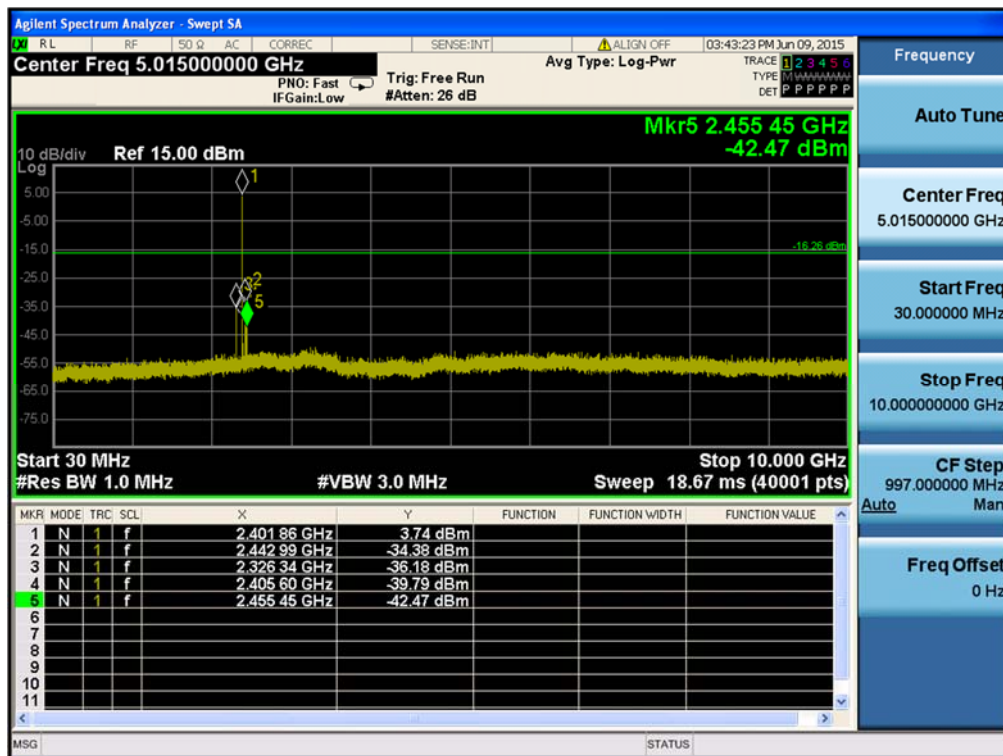 Agilent Spectrum Analyzer - Swept SA
LXI RL RF 50 Ω AC CORREC SENSE:INT ALIGN OFF 03:43:23 PM Jun 09, 2015
Center Freq 5.015000000 GHz
Avg Type: Log-Pwr
TRACE 1 2 3 4 5 6
PNO: Fast
Trig: Free Run
TYPE M W W W W W
IFGain:Low
#Atten: 26 dB
DET P P P P P P
Mkr5 2.455 45 GHz
-42.47 dBm
10 dB/div Ref 15.00 dBm
Log
1
5.00
-5.00
-15.0
-16.26 dBm
-25.0
2
-35.0
5
-45.0
-55.0
-65.0
-75.0
Start 30 MHz Stop 10.000 GHz
#Res BW 1.0 MHz #VBW 3.0 MHz Sweep 18.67 ms (40001 pts)
MKR MODE TRC SCL X Y FUNCTION FUNCTION WIDTH FUNCTION VALUE
1 N 1 f 2.401 86 GHz 3.74 dBm
2 N 1 f 2.442 99 GHz -34.38 dBm
3 N 1 f 2.326 34 GHz -36.18 dBm
4 N 1 f 2.405 60 GHz -39.79 dBm
5 N 1 f 2.455 45 GHz -42.47 dBm
6
7
8
9
10
11
MSG STATUS
Frequency
Auto Tune
Center Freq
5.015000000 GHz
Start Freq
30.000000 MHz
Stop Freq
10.000000000 GHz
CF Step
997.000000 MHz
Auto Man
Freq Offset
0 Hz